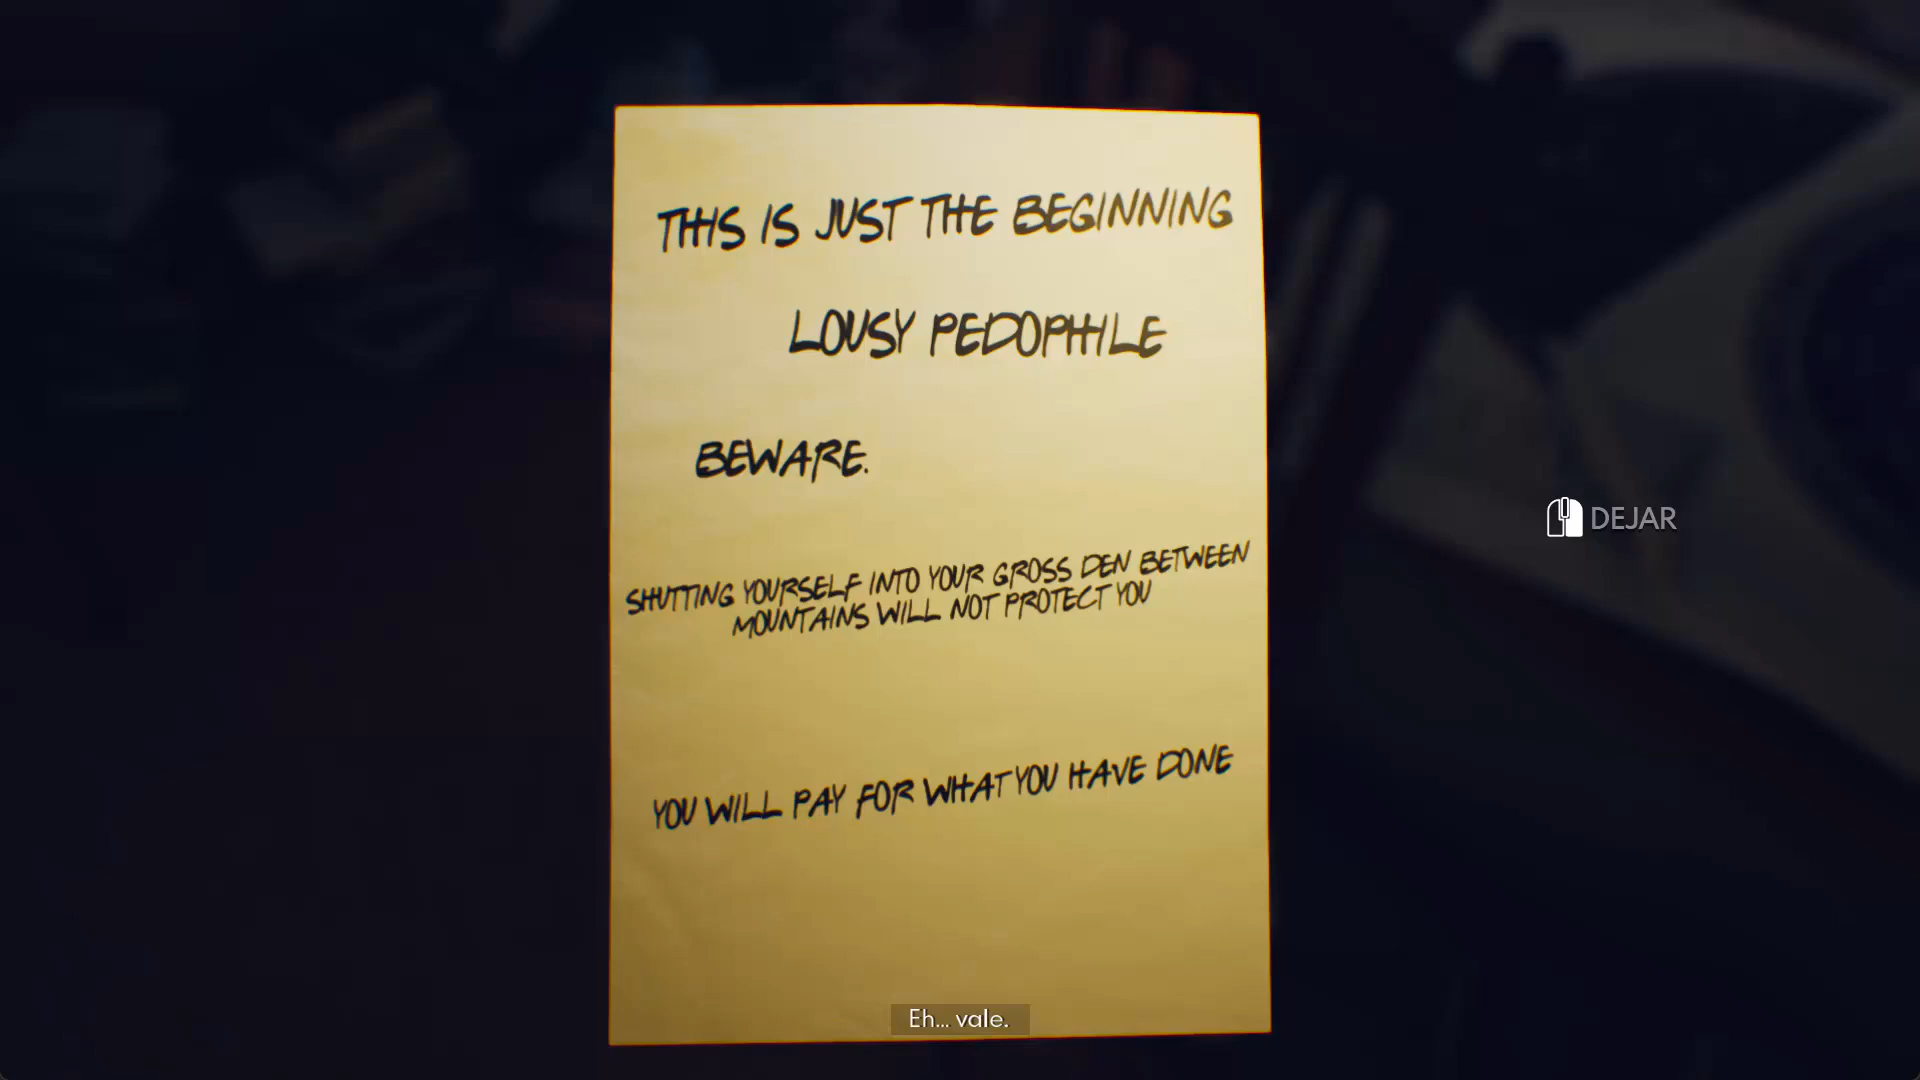 THIS IS JUST THE BEGINNING
LOUSY PEDOPHILE
BEWARE.
SHUTTING YOURSELF INTO YOUR GROSS DEN BETWEEN
MOUNTAINS WILL NOT PROTECT YOU
YOU WILL PAY FOR WHAT YOU HAVE DONE
DEJAR
Eh... vale.